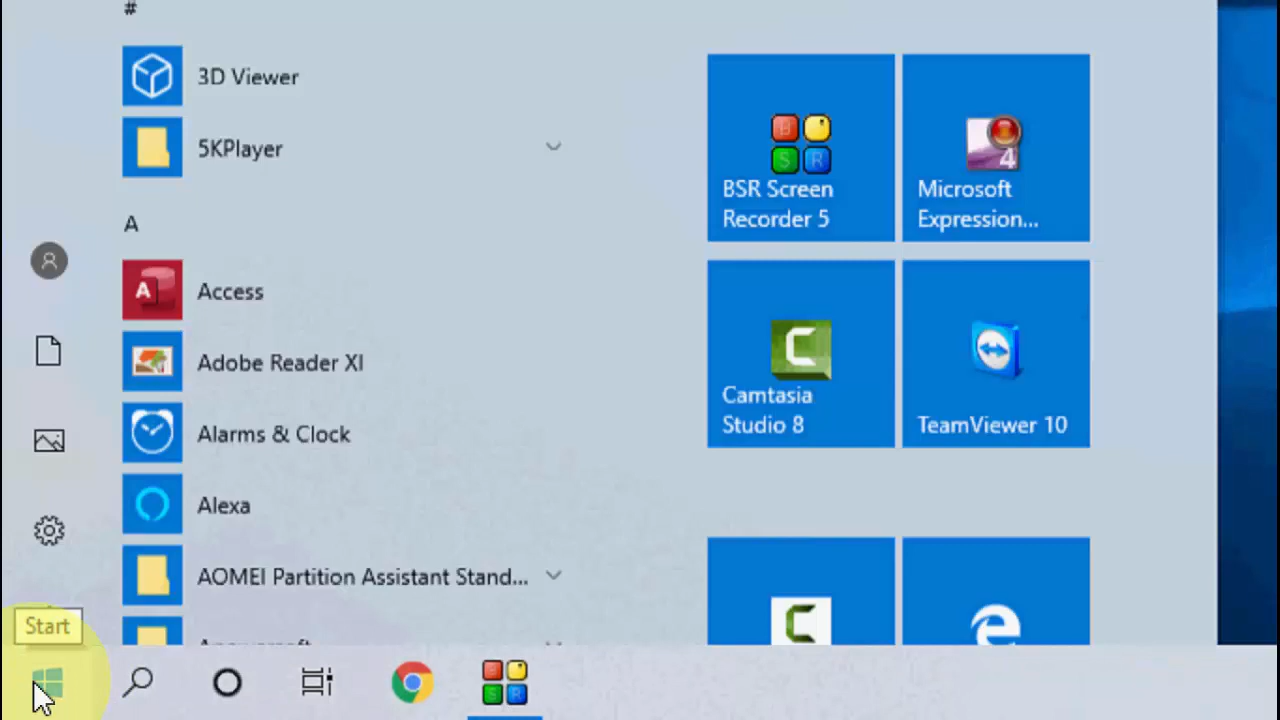 #
3D Viewer
5KPlayer
A
Access
Adobe Reader XI
Alarms & Clock
Alexa
AOMEI Partition Assistant Stand...
BSR Screen
Recorder 5
Microsoft
Expression...
Camtasia
Studio 8
TeamViewer 10
Start